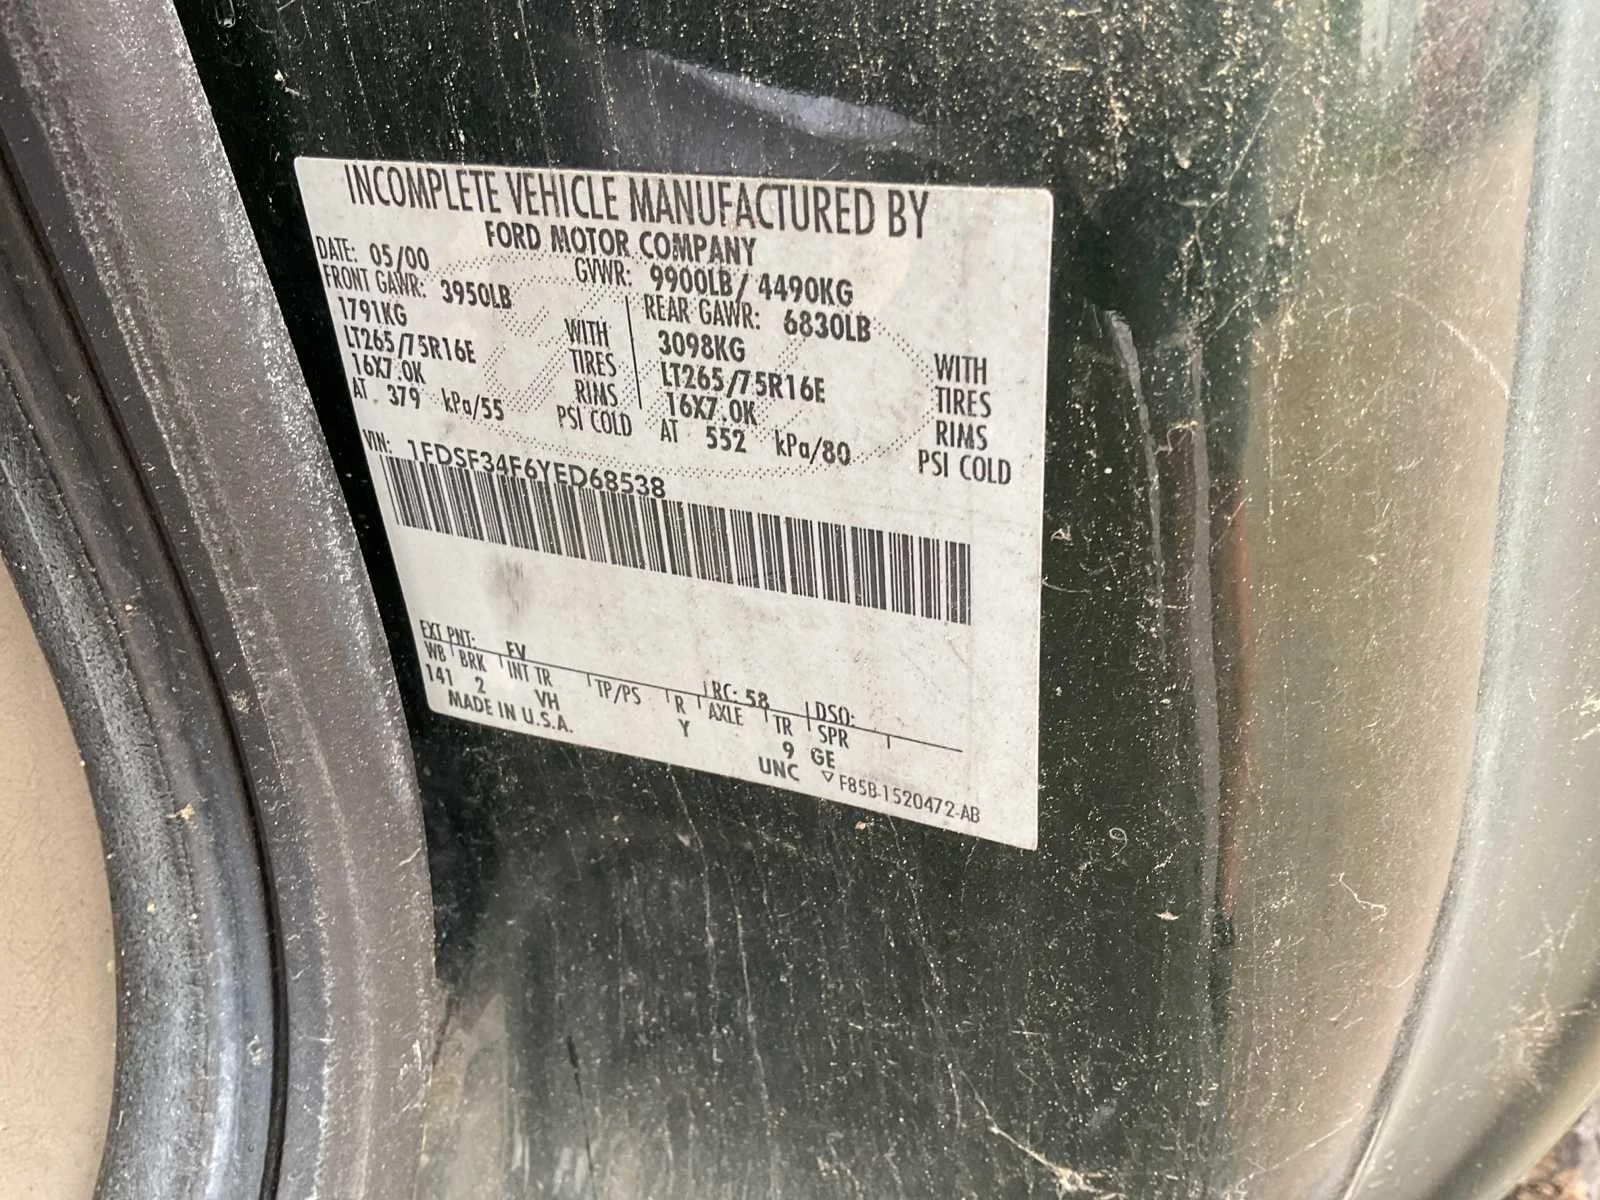 INCOMPLETE VEHICLE MANUFACTURED BY
FORD MOTOR COMPANY
DATE: 05/00 GVWR: 9900LB / 4490KG
FRONT GAWR: 3950LB REAR GAWR: 6830LB
1791KG WITH 3098KG WITH
LT265/75R16E TIRES LT265/75R16E TIRES
16X7.0K RIMS 16X7.0K RIMS
AT 379 kPa/55 PSI COLD AT 552 kPa/80 PSI COLD
VIN: 1FDSF34F6YED68538
EXT PNT: FV RC: 58 DSO:
WB BRK INT TR TP/PS R AXLE TR SPR
141 2 VH Y 9 GE
MADE IN U.S.A. UNC ▽ F85B-1520472-AB